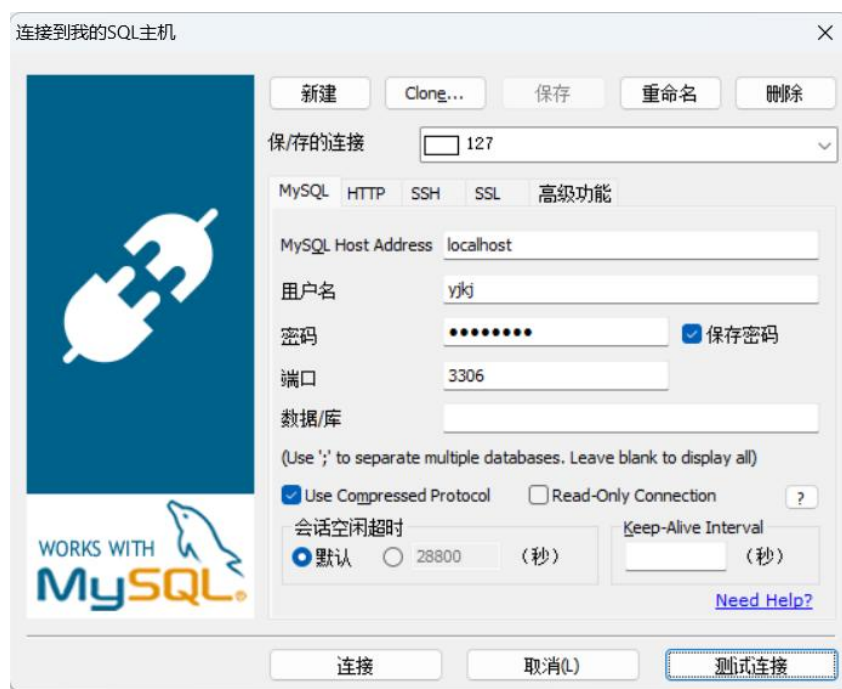 连接到我的SQL主机
新建 Clone... 保存 重命名 删除
保/存的连接 127
MySQL HTTP SSH SSL 高级功能
MySQL Host Address localhost
用户名 yjkj
密码 •••••••• 保存密码
端口 3306
数据/库
(Use ';' to separate multiple databases. Leave blank to display all)
Use Compressed Protocol Read-Only Connection ?
会话空闲超时 Keep-Alive Interval
默认 28800 (秒) (秒)
Need Help?
WORKS WITH
MySQL®
连接 取消(L) 测试连接